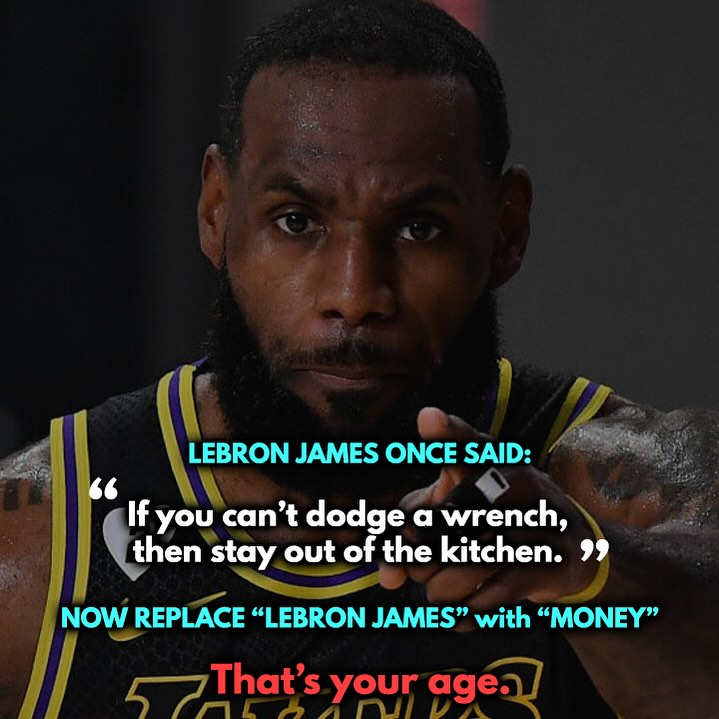 LEBRON JAMES ONCE SAID:
“ If you can’t dodge a wrench,
then stay out of the kitchen. ”
NOW REPLACE “LEBRON JAMES” with “MONEY”
That’s your age.
LAKERS